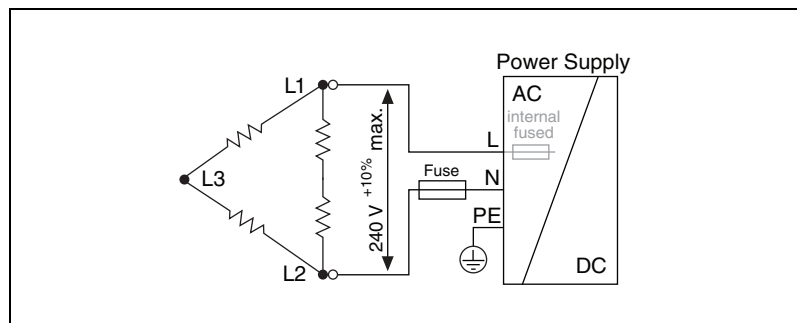 Power Supply
L1
AC
internal
fused
L
240 V +10% max.
Fuse
N
L3
PE
L2
DC